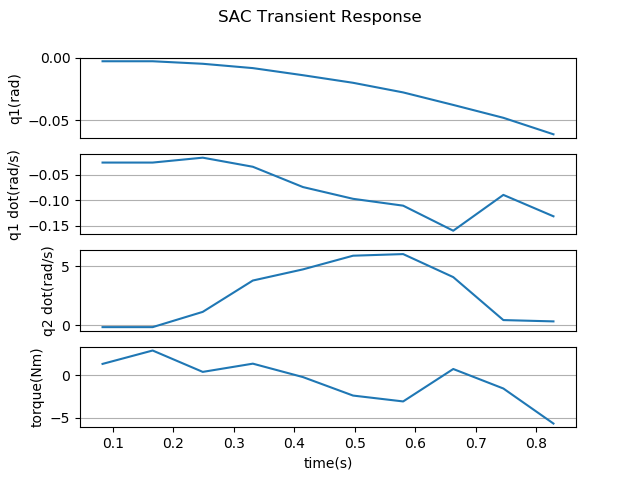 SAC Transient Response
0.00
−0.05
q1(rad)
−0.05
−0.10
−0.15
q1 dot(rad/s)
5
0
q2 dot(rad/s)
0
−5
torque(Nm)
0.1 0.2 0.3 0.4 0.5 0.6 0.7 0.8
time(s)